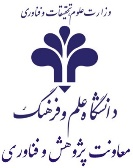 وزارت علوم تحقیقات و فناوری
دانشگاه علم و فرهنگ
معاونت پژوهش و فناوری